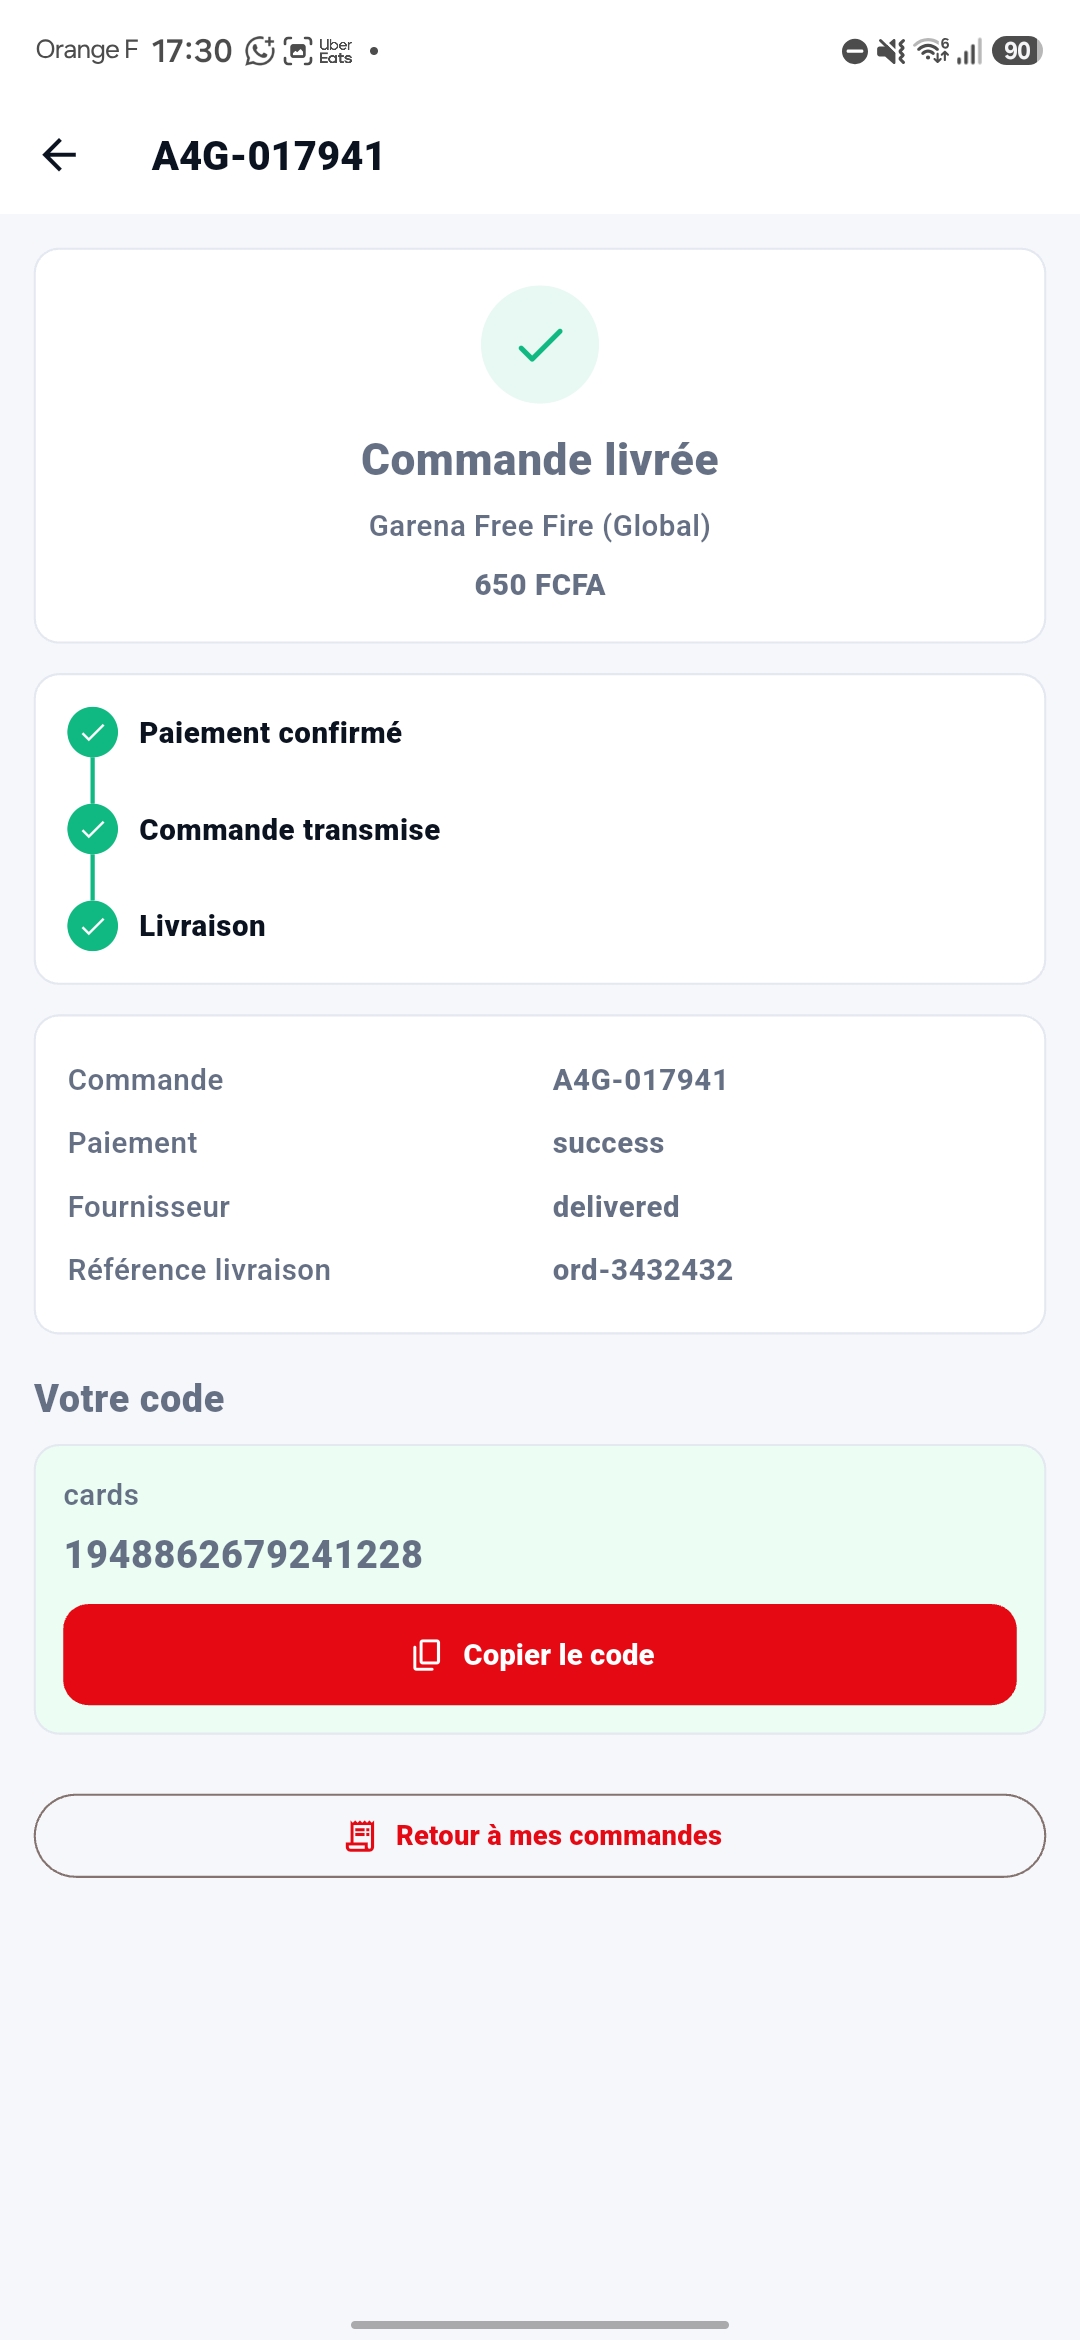 Orange F 17:30 Uber Eats
6 90
A4G-017941
Commande livrée
Garena Free Fire (Global)
650 FCFA
Paiement confirmé
Commande transmise
Livraison
Commande A4G-017941
Paiement success
Fournisseur delivered
Référence livraison ord-3432432
Votre code
cards
1948862679241228
Copier le code
Retour à mes commandes